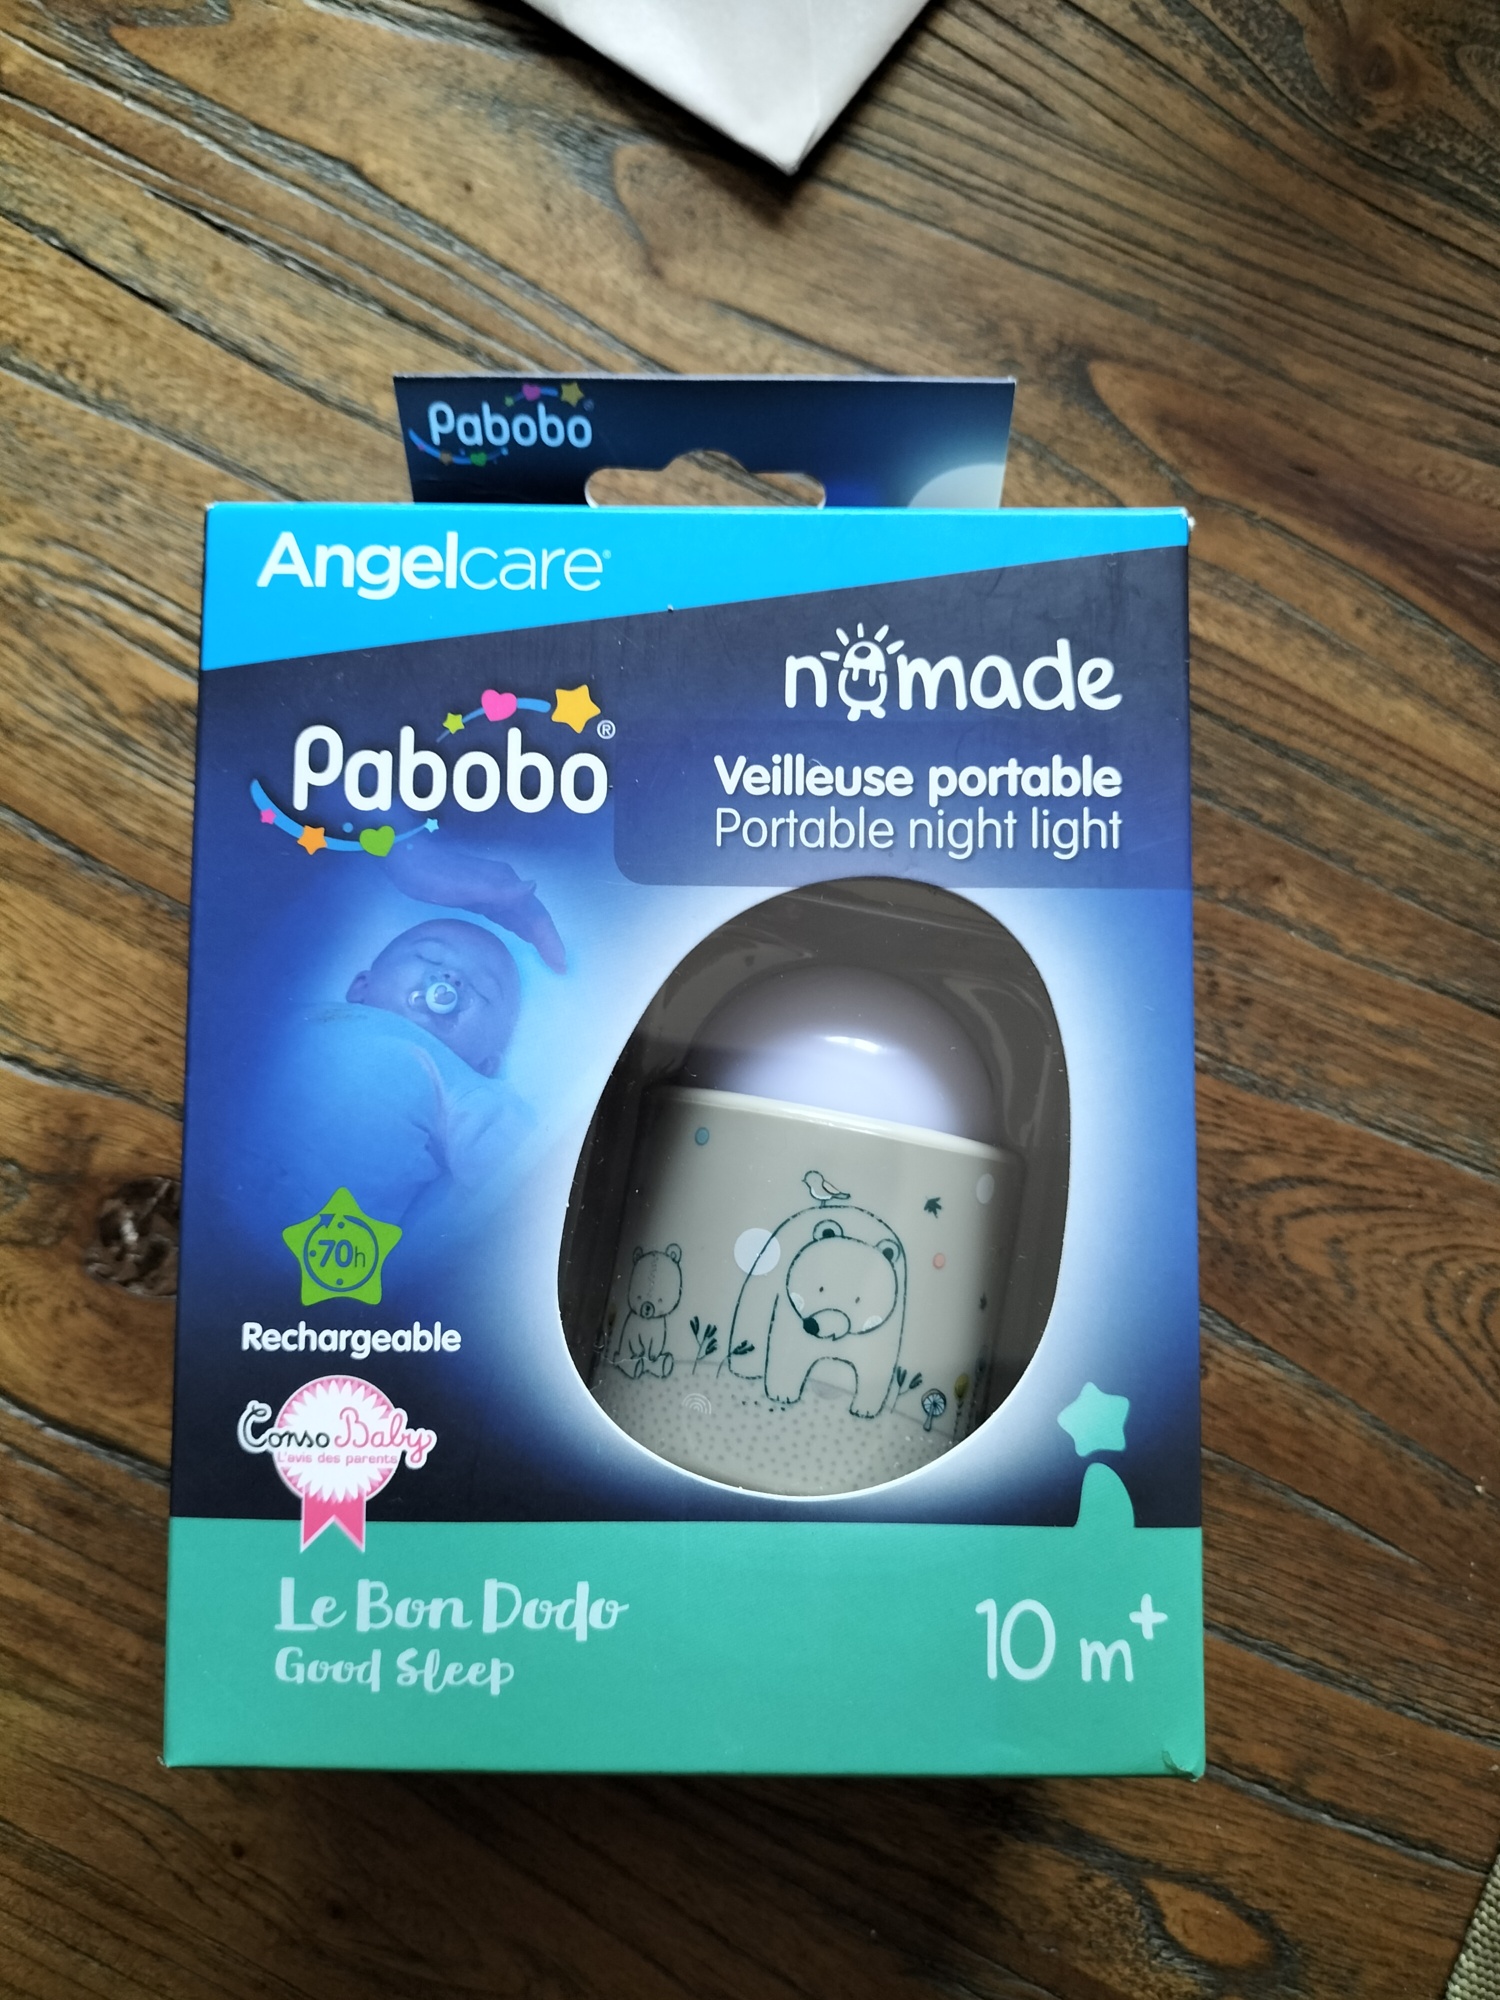 Pabobo
Angelcare
nomade
Pabobo®
Veilleuse portable
Portable night light
70h
Rechargeable
Conso Baby
L'avis des parents
Le Bon Dodo
Good Sleep
10 m+